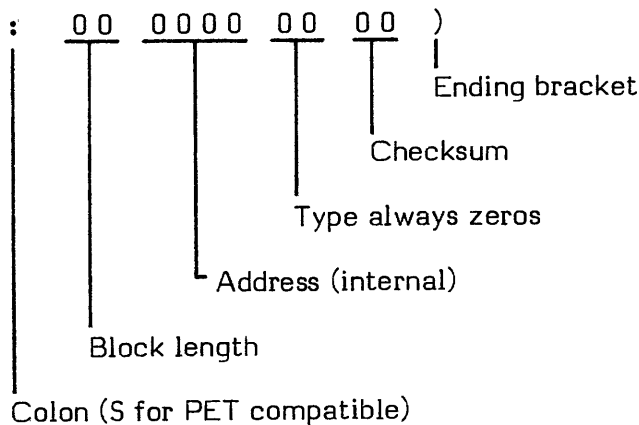 : 00 0000 00 00 )
Ending bracket
Checksum
Type always zeros
Address (internal)
Block length
Colon (S for PET compatible)